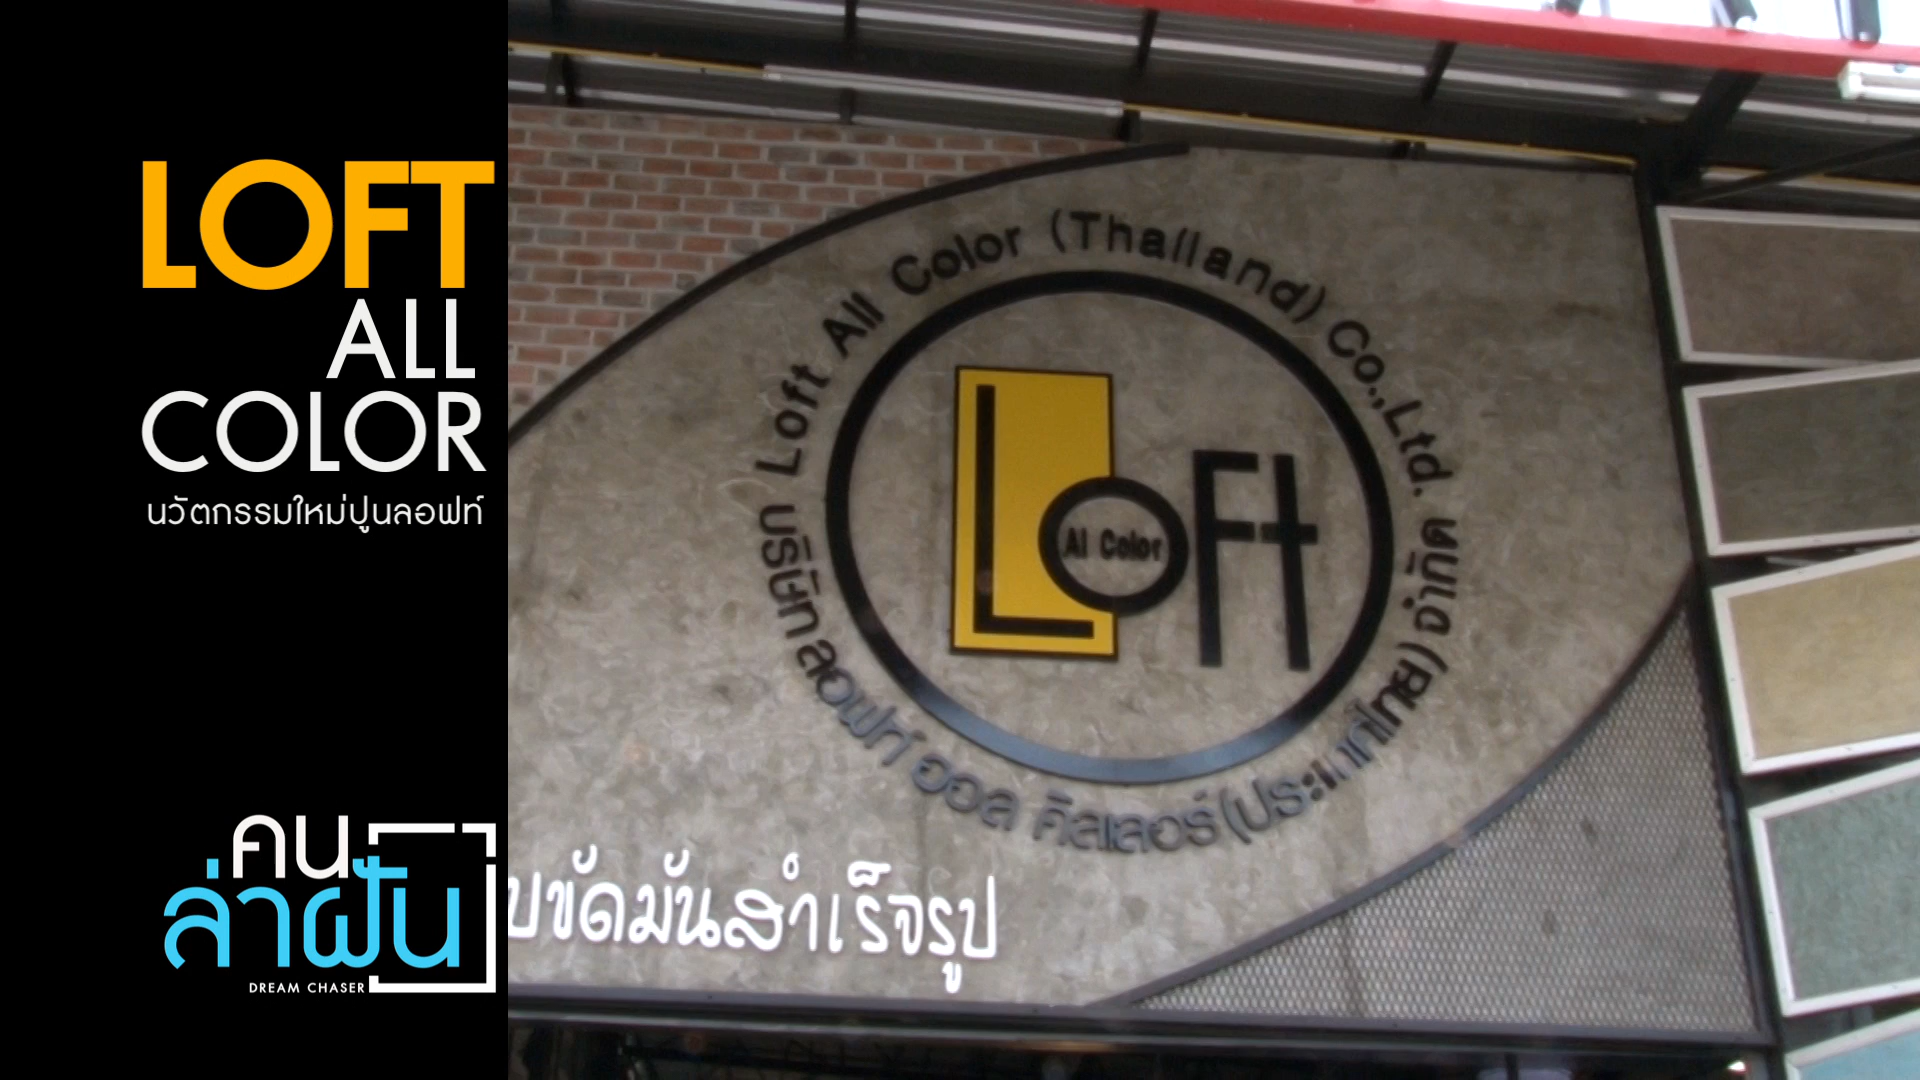 LOFT
ALL
COLOR
นวัตกรรมใหม่ปูนลอฟท์
คน
ล่าฝัน
DREAM CHASER
Loft All Color (Thailand) Co.,Ltd.
LOFt
Al Color
บริษัท ลอฟท์ ออล คัลเลอร์ (ประเทศไทย) จำกัด
ขัดมันสำเร็จรูป